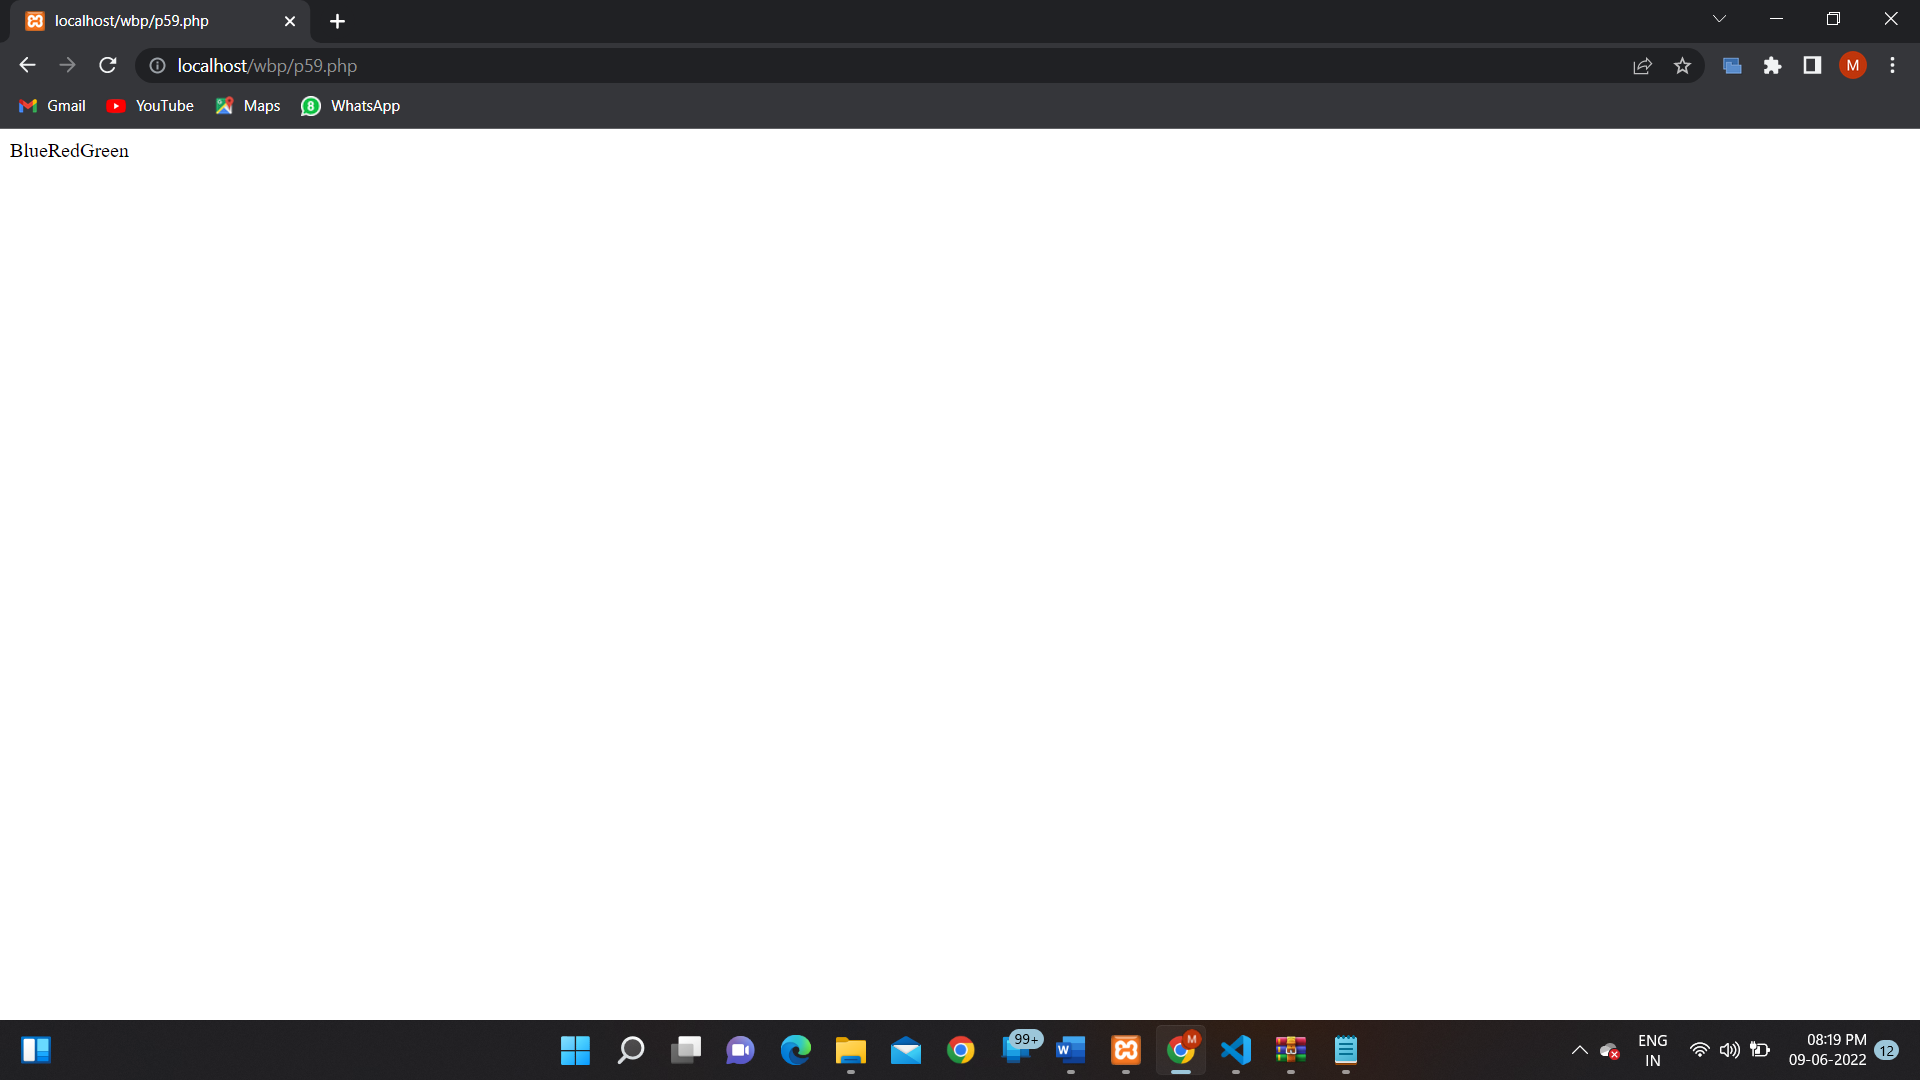 localhost/wbp/p59.php
localhost/wbp/p59.php
M
Gmail
YouTube
Maps
8
WhatsApp
BlueRedGreen
99+
W
M
ENG
IN
08:19 PM
09-06-2022
12